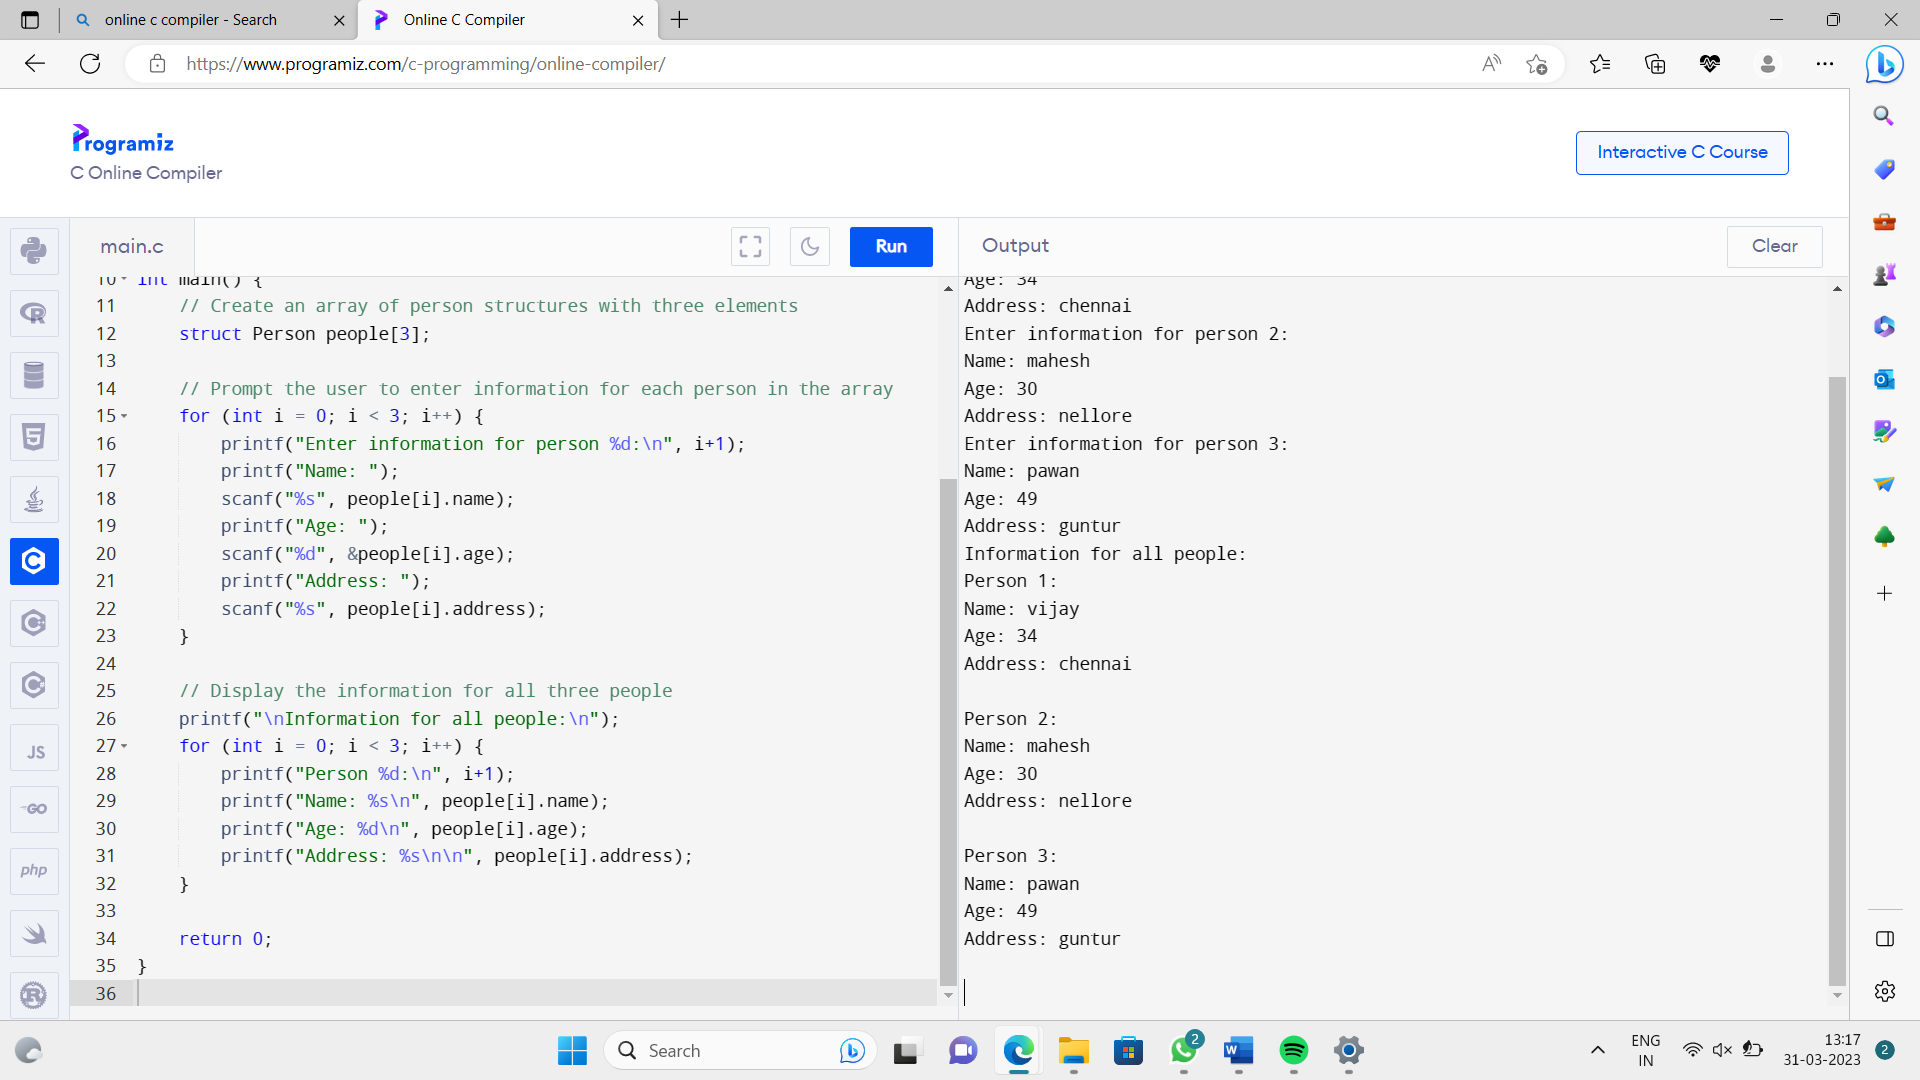 online c compiler - Search
Online C Compiler
https://www.programiz.com/c-programming/online-compiler/
Programiz
C Online Compiler
Interactive C Course
main.c
Run
Output
Clear
10 int main() {
11 // Create an array of person structures with three elements
12 struct Person people[3];
13
14 // Prompt the user to enter information for each person in the array
15 for (int i = 0; i < 3; i++) {
16 printf("Enter information for person %d:\n", i+1);
17 printf("Name: ");
18 scanf("%s", people[i].name);
19 printf("Age: ");
20 scanf("%d", &people[i].age);
21 printf("Address: ");
22 scanf("%s", people[i].address);
23 }
24
25 // Display the information for all three people
26 printf("\nInformation for all people:\n");
27 for (int i = 0; i < 3; i++) {
28 printf("Person %d:\n", i+1);
29 printf("Name: %s\n", people[i].name);
30 printf("Age: %d\n", people[i].age);
31 printf("Address: %s\n\n", people[i].address);
32 }
33
34 return 0;
35 }
36
Age: 34
Address: chennai
Enter information for person 2:
Name: mahesh
Age: 30
Address: nellore
Enter information for person 3:
Name: pawan
Age: 49
Address: guntur
Information for all people:
Person 1:
Name: vijay
Age: 34
Address: chennai
Person 2:
Name: mahesh
Age: 30
Address: nellore
Person 3:
Name: pawan
Age: 49
Address: guntur
JS
GO
php
Search
2
ENG
IN
13:17
31-03-2023
2